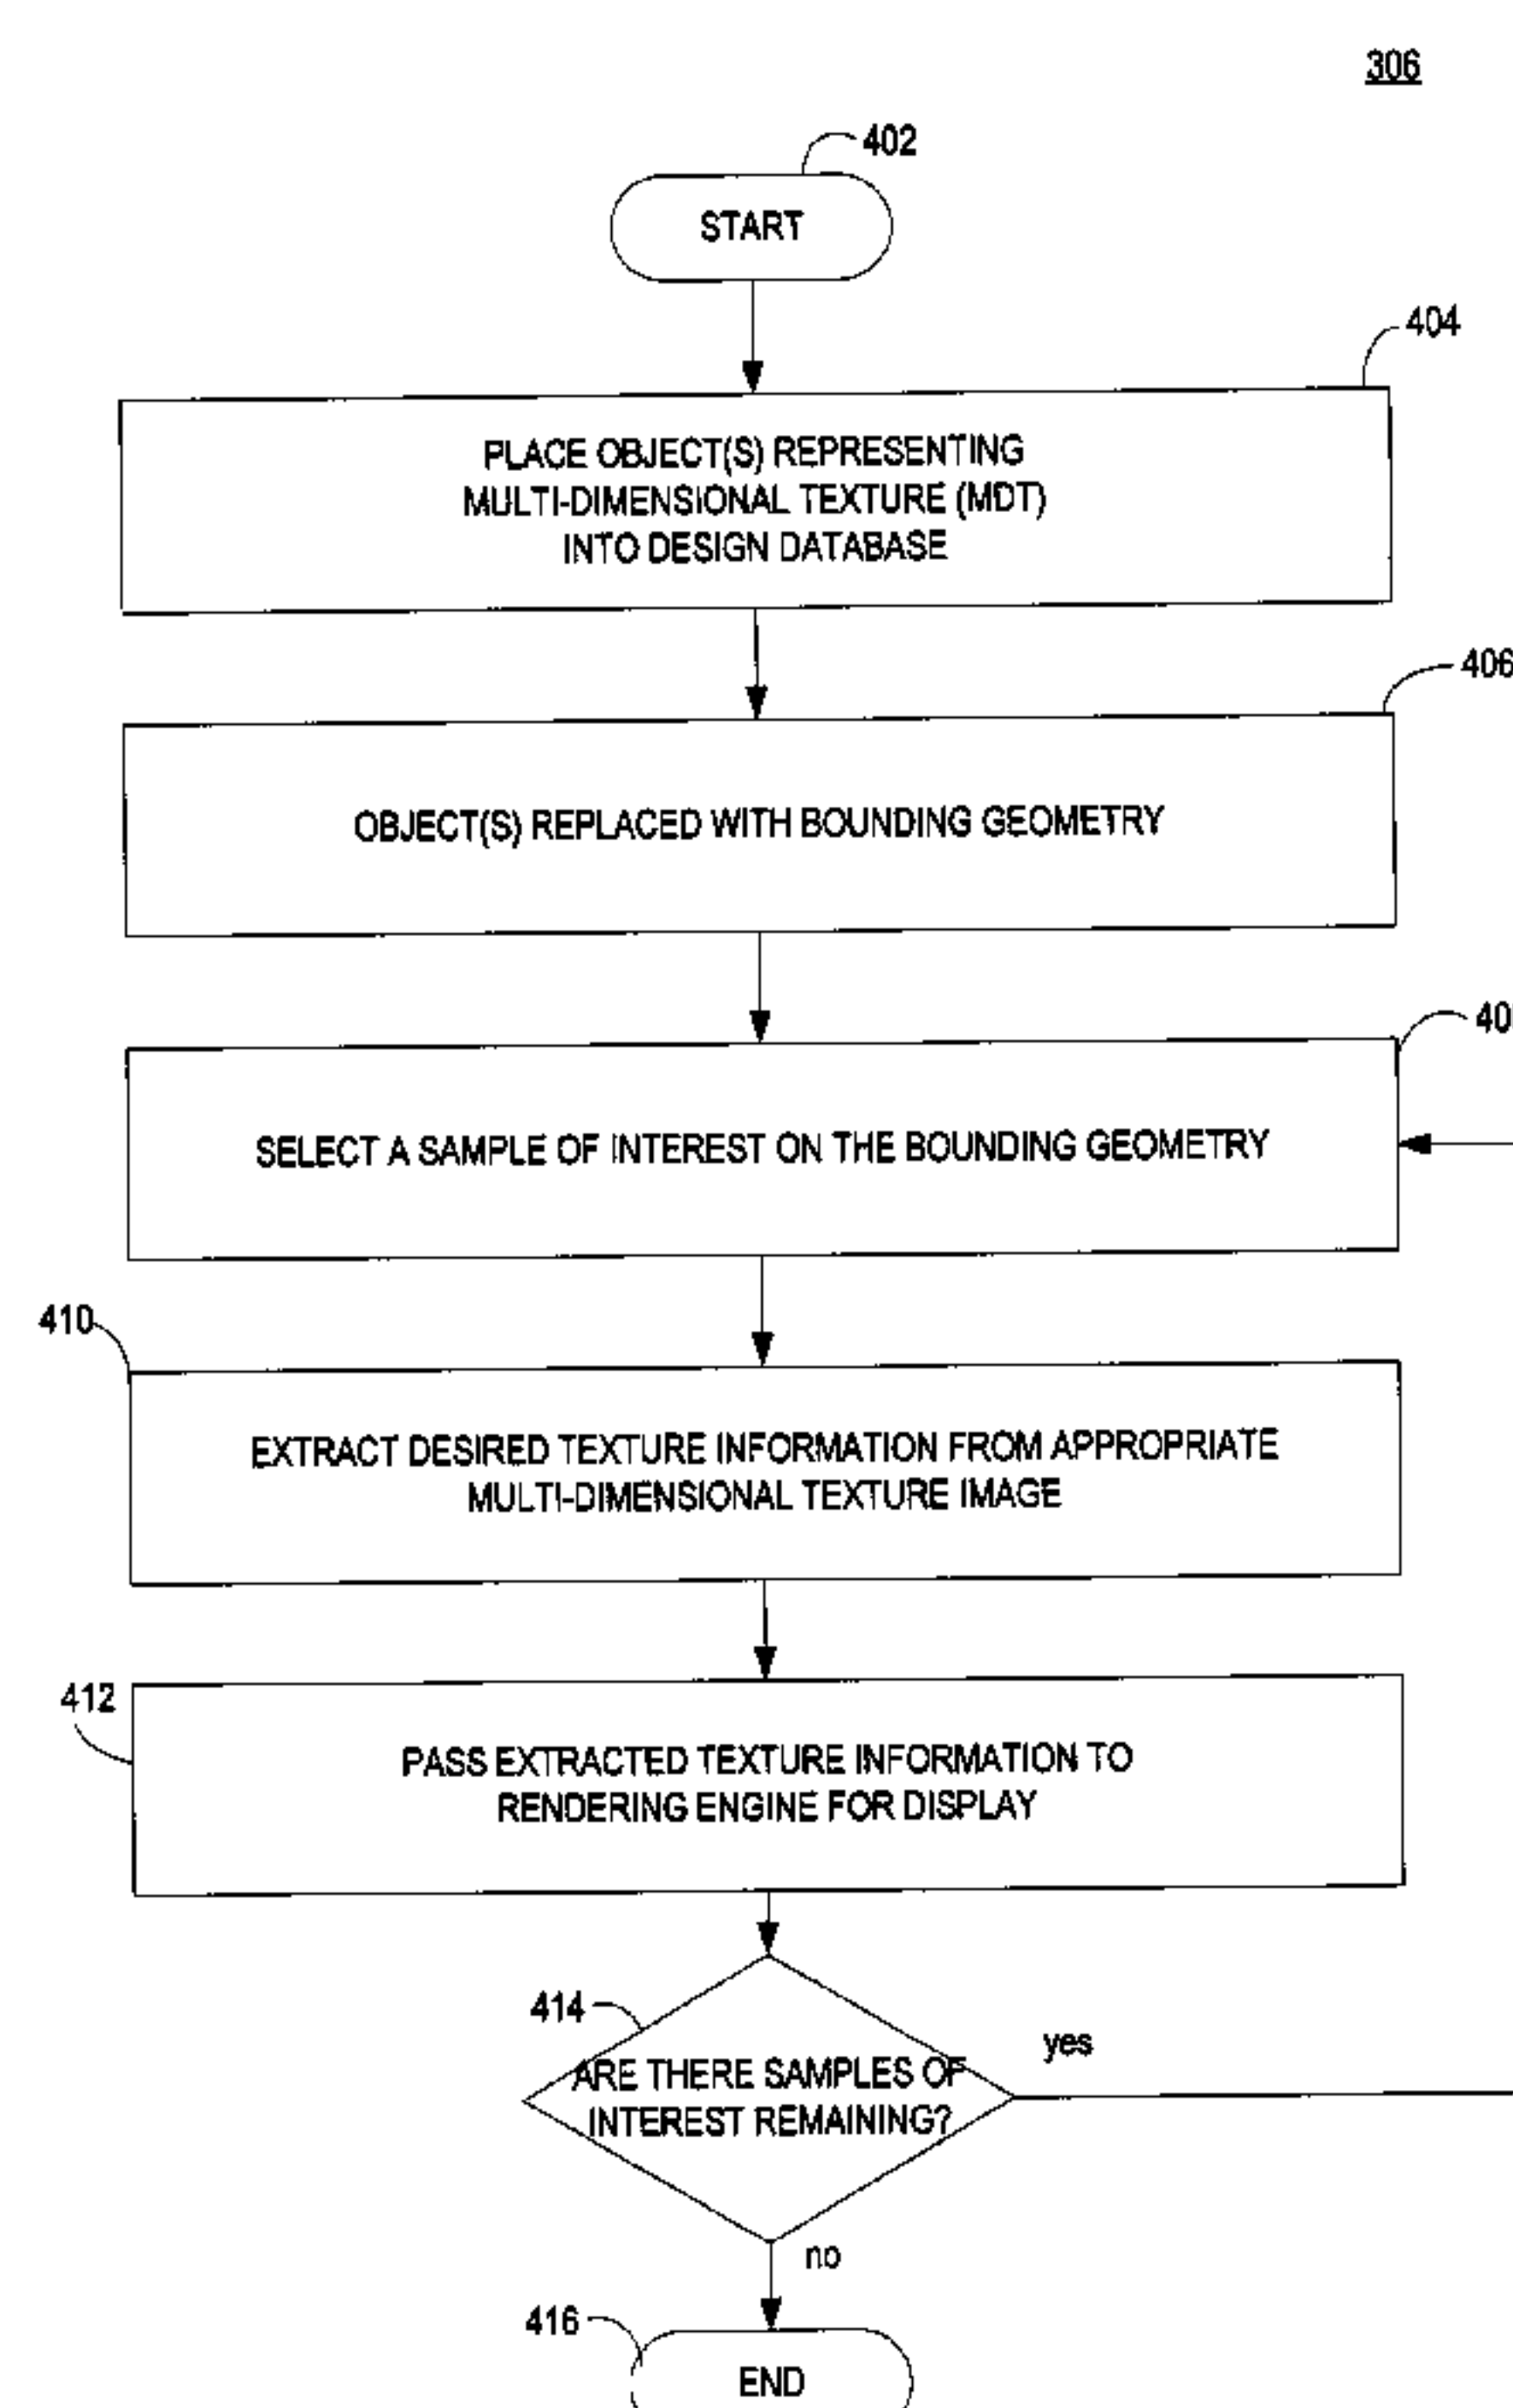 306
402
START
404
PLACE OBJECT(S) REPRESENTING
MULTI-DIMENSIONAL TEXTURE (MDT)
INTO DESIGN DATABASE
406
OBJECT(S) REPLACED WITH BOUNDING GEOMETRY
SELECT A SAMPLE OF INTEREST ON THE BOUNDING GEOMETRY
410
EXTRACT DESIRED TEXTURE INFORMATION FROM APPROPRIATE
MULTI-DIMENSIONAL TEXTURE IMAGE
412
PASS EXTRACTED TEXTURE INFORMATION TO
RENDERING ENGINE FOR DISPLAY
414
ARE THERE SAMPLES OF
INTEREST REMAINING?
yes
no
416
END